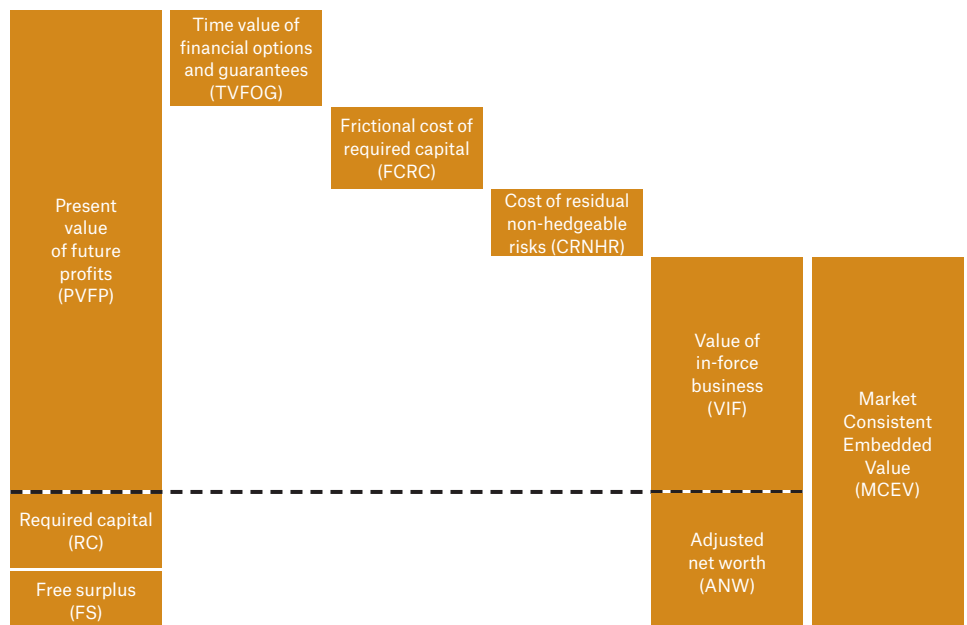 Present
value
of future
profits
(PVFP)
Required capital
(RC)
Free surplus
(FS)
Time value of
financial options
and guarantees
(TVFOG)
Frictional cost of
required capital
(FCRC)
Cost of residual
non-hedgeable
risks (CRNHR)
Value of
in-force
business
(VIF)
Adjusted
net worth
(ANW)
Market
Consistent
Embedded
Value
(MCEV)